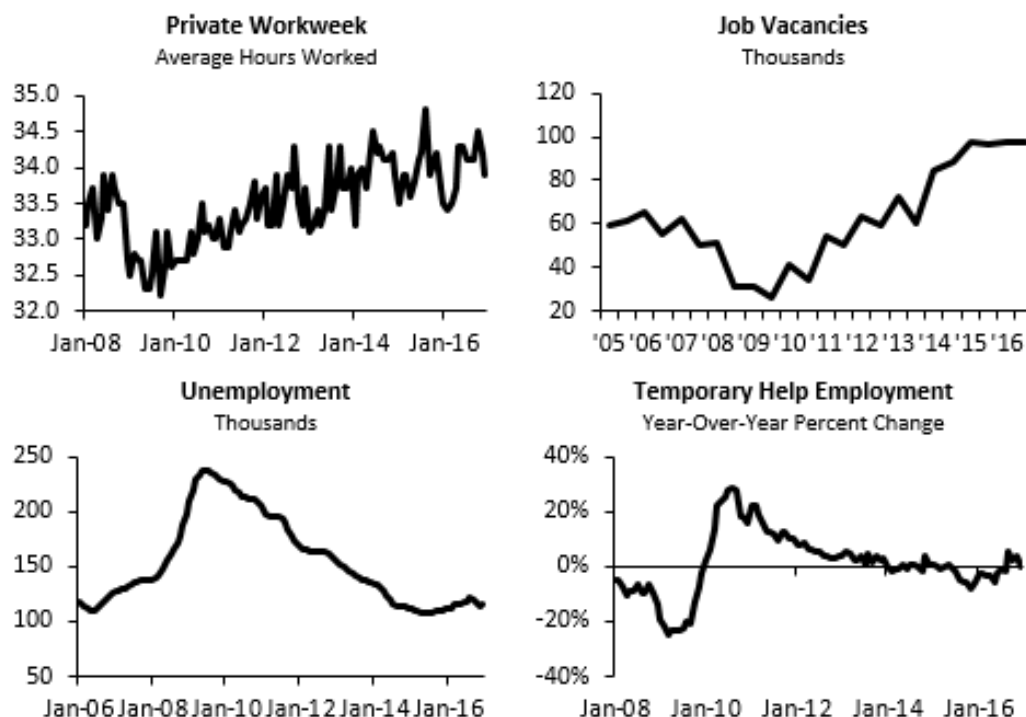 Private Workweek
Average Hours Worked
35.0
34.5
34.0
33.5
33.0
32.5
32.0
Jan-08 Jan-10 Jan-12 Jan-14 Jan-16
Job Vacancies
Thousands
120
100
80
60
40
20
'05 '06 '07 '08 '09 '10 '11 '12 '13 '14 '15 '16
Unemployment
Thousands
250
200
150
100
50
Jan-06 Jan-08 Jan-10 Jan-12 Jan-14 Jan-16
Temporary Help Employment
Year-Over-Year Percent Change
40%
20%
0%
-20%
-40%
Jan-08 Jan-10 Jan-12 Jan-14 Jan-16